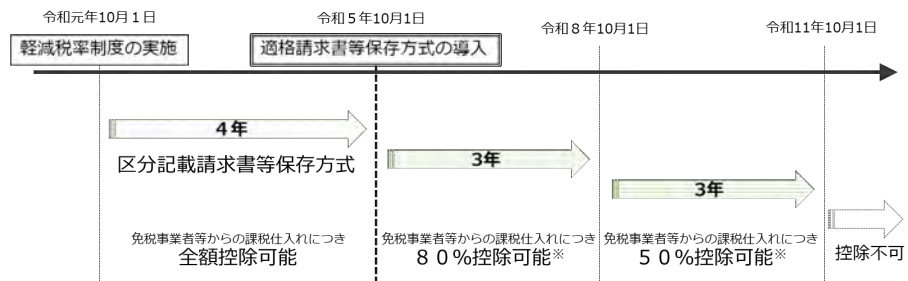 令和元年10月１日
令和５年10月1日
令和８年10月1日
令和11年10月1日
軽減税率制度の実施
適格請求書等保存方式の導入
４年
区分記載請求書等保存方式
3年
3年
免税事業者等からの課税仕入れにつき
全額控除可能
免税事業者等からの課税仕入れにつき
８０%控除可能※
免税事業者等からの課税仕入れにつき
５０%控除可能※
控除不可